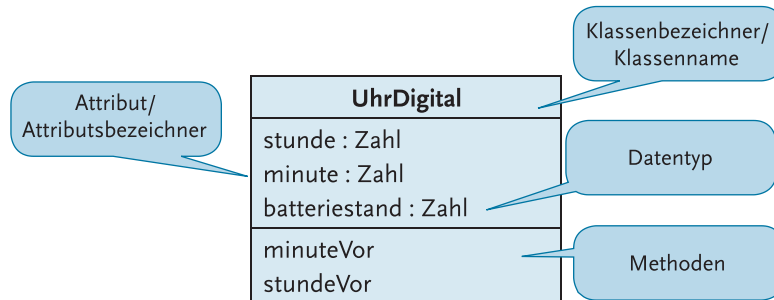 Klassenbezeichner/
Klassenname
Attribut/
Attributsbezeichner
UhrDigital
stunde : Zahl
minute : Zahl
batteriestand : Zahl
Datentyp
minuteVor
stundeVor
Methoden